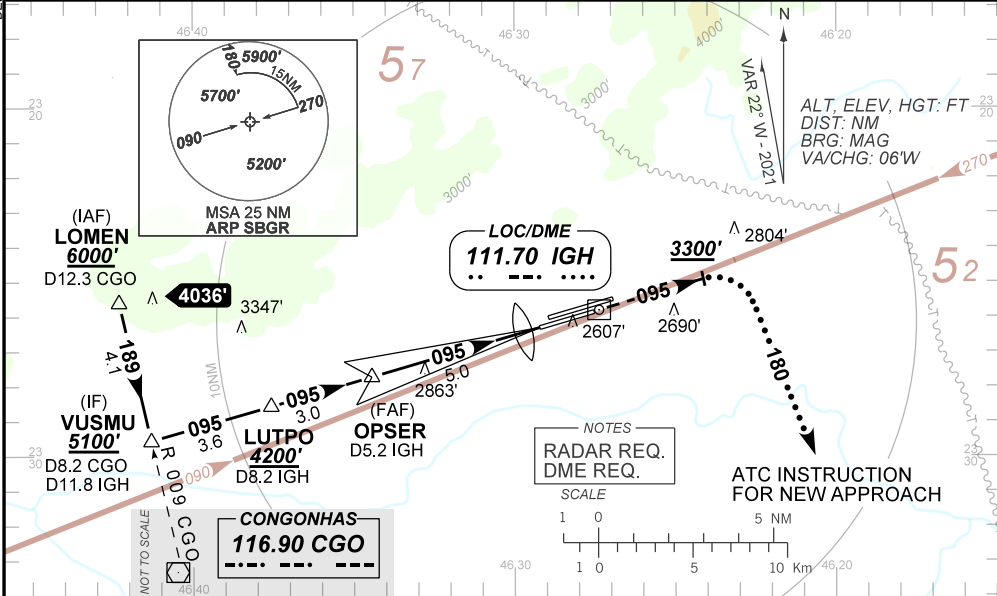 46:40
46:30
46:20
N
4000'
5900'
180
15NM
57
5700'
270
3000'
VAR 22° W - 2021
ALT, ELEV, HGT: FT
DIST: NM
BRG: MAG
VA/CHG: 06'W
23
20
23
20
090
5200'
3000'
270
MSA 25 NM
ARP SBGR
(IAF)
LOMEN
6000'
D12.3 CGO
4036'
3347'
LOC/DME
111.70 IGH
3300'
2804'
52
095
2607'
2690'
189
4.1
10NM
095
5.0
2863'
180
(IF)
VUSMU
5100'
D8.2 CGO
D11.8 IGH
095
3.6
095
3.0
LUTPO
4200'
D8.2 IGH
(FAF)
OPSER
D5.2 IGH
NOTES
RADAR REQ.
DME REQ.
23
30
23
30
090
R 009 CGO
ATC INSTRUCTION
FOR NEW APPROACH
SCALE
1 0 5 NM
1 0 5 10 Km
NOT TO SCALE
CONGONHAS
116.90 CGO
46:40
46:30
46:20